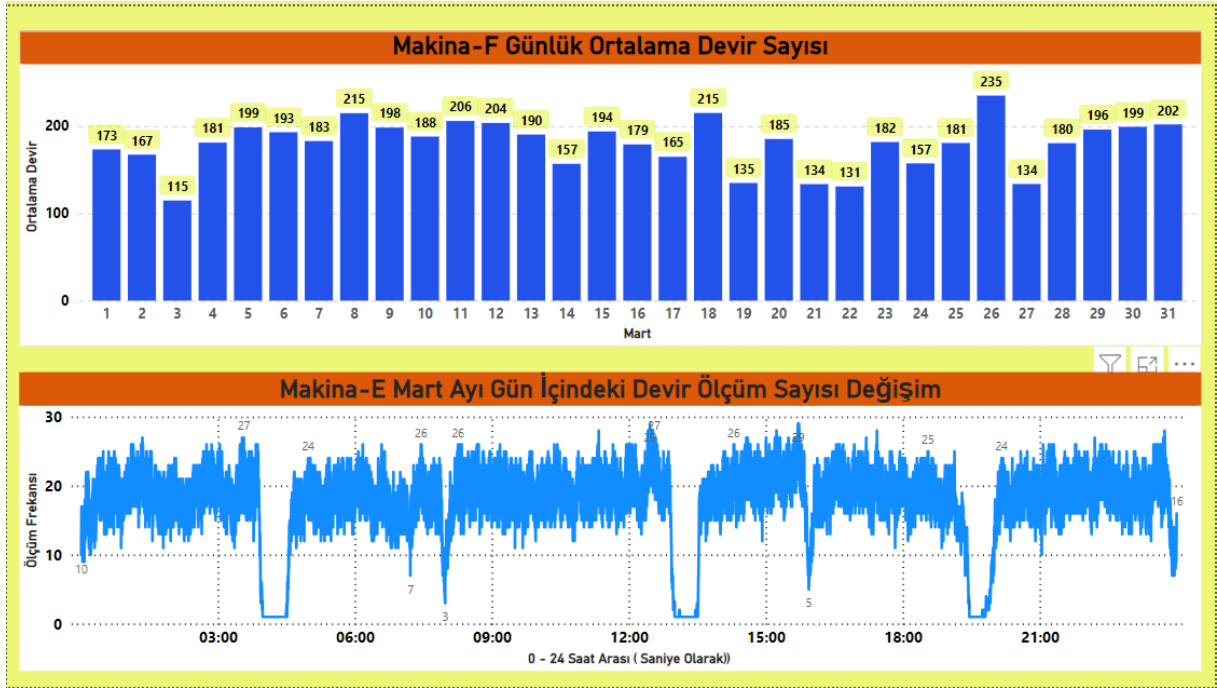 Makina-F Günlük Ortalama Devir Sayısı
Ortalama Devir
200
100
0
173 167 115 181 199 193 183 215 198 188 206 204 190 157 194 179 165 215 135 185 134 131 182 157 181 235 134 180 196 199 202
1 2 3 4 5 6 7 8 9 10 11 12 13 14 15 16 17 18 19 20 21 22 23 24 25 26 27 28 29 30 31
Mart
Makina-E Mart Ayı Gün İçindeki Devir Ölçüm Sayısı Değişim
Ölçüm Frekansı
30
20
10
0
10 27 24 7 26 3 26 27 26 29 5 25 24 16
03:00 06:00 09:00 12:00 15:00 18:00 21:00
0 - 24 Saat Arası ( Saniye Olarak))